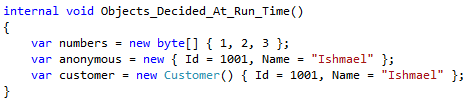 internal void Objects_Decided_At_Run_Time()
{
    var numbers = new byte[] { 1, 2, 3 };
    var anonymous = new { Id = 1001, Name = "Ishmael" };
    var customer = new Customer() { Id = 1001, Name = "Ishmael" };
}